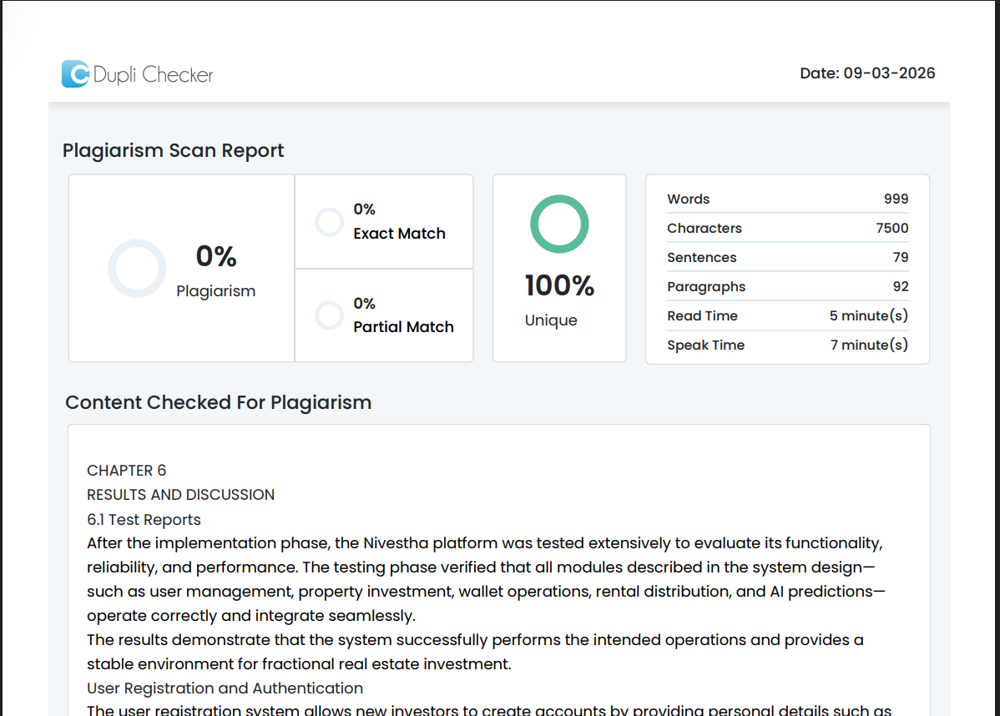 Dupli Checker
Date: 09-03-2026
Plagiarism Scan Report
0%
Plagiarism
0%
Exact Match
0%
Partial Match
100%
Unique
Words 999
Characters 7500
Sentences 79
Paragraphs 92
Read Time 5 minute(s)
Speak Time 7 minute(s)
Content Checked For Plagiarism
CHAPTER 6
RESULTS AND DISCUSSION
6.1 Test Reports
After the implementation phase, the Nivestha platform was tested extensively to evaluate its functionality,
reliability, and performance. The testing phase verified that all modules described in the system design—
such as user management, property investment, wallet operations, rental distribution, and AI predictions—
operate correctly and integrate seamlessly.
The results demonstrate that the system successfully performs the intended operations and provides a
stable environment for fractional real estate investment.
User Registration and Authentication
The user registration system allows new investors to create accounts by providing personal details such as